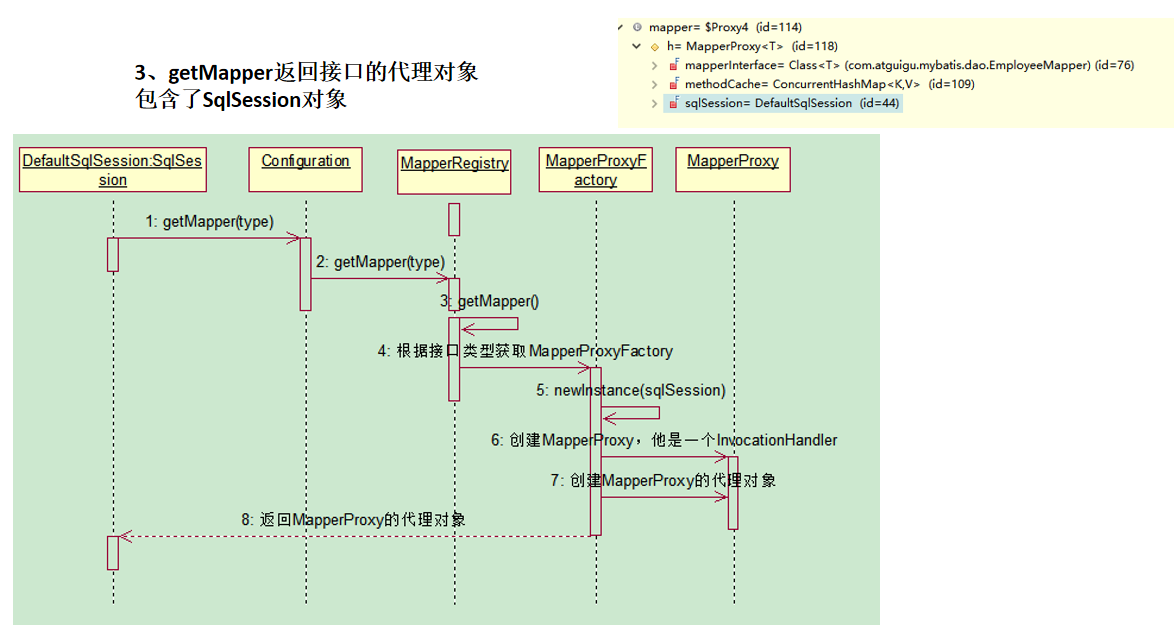 3、getMapper返回接口的代理对象
包含了SqlSession对象
mapper= $Proxy4 (id=114)
h= MapperProxy<T> (id=118)
mapperInterface= Class<T> (com.atguigu.mybatis.dao.EmployeeMapper) (id=76)
methodCache= ConcurrentHashMap<K,V> (id=109)
sqlSession= DefaultSqlSession (id=44)
DefaultSqlSession:SqlSes
sion
Configuration
MapperRegistry
MapperProxyF
actory
MapperProxy
1: getMapper(type)
2: getMapper(type)
3: getMapper()
4: 根据接口类型获取MapperProxyFactory
5: newInstance(sqlSession)
6: 创建MapperProxy，他是一个InvocationHandler
7: 创建MapperProxy的代理对象
8: 返回MapperProxy的代理对象